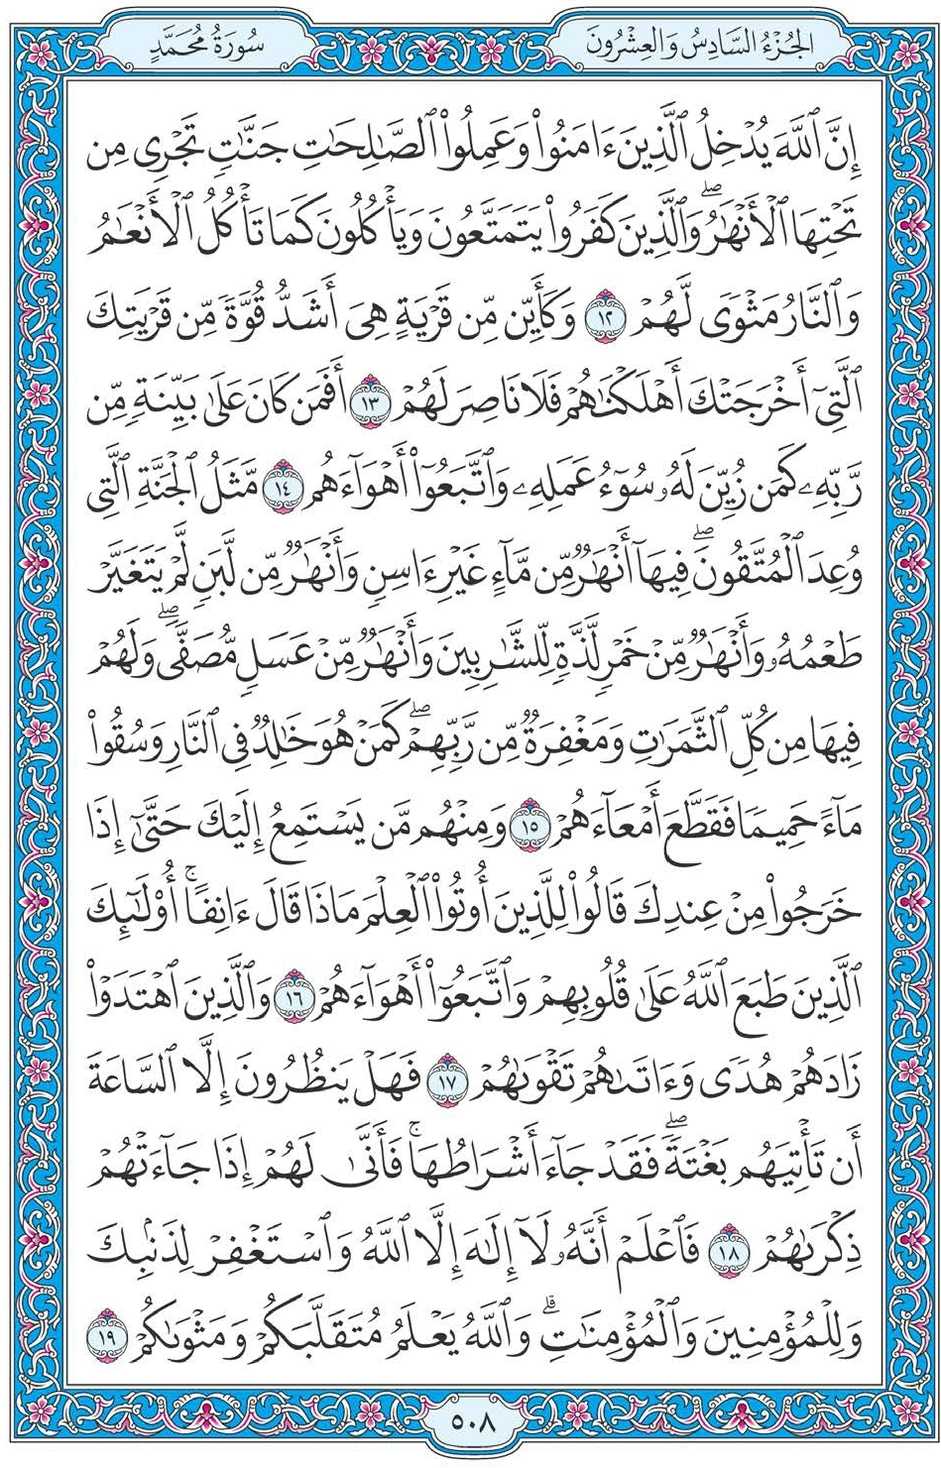 الجُزْءُ السَّادِسُ وَالعِشْرُونَ
سُورَةُ مُحَمَّدٍ
إِنَّ ٱللَّهَ يُدْخِلُ ٱلَّذِينَ ءَامَنُوا۟ وَعَمِلُوا۟ ٱلصَّـٰلِحَـٰتِ جَنَّـٰتٍ تَجْرِى مِن
تَحْتِهَا ٱلْأَنْهَـٰرُ ۖ وَٱلَّذِينَ كَفَرُوا۟ يَتَمَتَّعُونَ وَيَأْكُلُونَ كَمَا تَأْكُلُ ٱلْأَنْعَـٰمُ
وَٱلنَّارُ مَثْوًى لَّهُمْ ١٢ وَكَأَيِّن مِّن قَرْيَةٍ هِىَ أَشَدُّ قُوَّةً مِّن قَرْيَتِكَ
ٱلَّتِىٓ أَخْرَجَتْكَ أَهْلَكْنَـٰهُمْ فَلَا نَاصِرَ لَهُمْ ١٣ أَفَمَن كَانَ عَلَىٰ بَيِّنَةٍ مِّن
رَّبِّهِۦ كَمَن زُيِّنَ لَهُۥ سُوٓءُ عَمَلِهِۦ وَٱتَّبَعُوٓا۟ أَهْوَآءَهُم ١٤ مَّثَلُ ٱلْجَنَّةِ ٱلَّتِى
وُعِدَ ٱلْمُتَّقُونَ ۖ فِيهَآ أَنْهَـٰرٌ مِّن مَّآءٍ غَيْرِ ءَاسِنٍ وَأَنْهَـٰرٌ مِّن لَّبَنٍ لَّمْ يَتَغَيَّرْ
طَعْمُهُۥ وَأَنْهَـٰرٌ مِّنْ خَمْرٍ لَّذَّةٍ لِّلشَّـٰرِبِينَ وَأَنْهَـٰرٌ مِّنْ عَسَلٍ مُّصَفًّى ۖ وَلَهُمْ
فِيهَا مِن كُلِّ ٱلثَّمَرَٰتِ وَمَغْفِرَةٌ مِّن رَّبِّهِمْ ۖ كَمَنْ هُوَ خَـٰلِدٌ فِى ٱلنَّارِ وَسُقُوا۟
مَآءً حَمِيمًا فَقَطَّعَ أَمْعَآءَهُمْ ١٥ وَمِنْهُم مَّن يَسْتَمِعُ إِلَيْكَ حَتَّىٰٓ إِذَا
خَرَجُوا۟ مِنْ عِندِكَ قَالُوا۟ لِلَّذِينَ أُوتُوا۟ ٱلْعِلْمَ مَاذَا قَالَ ءَانِفًا ۚ أُو۟لَـٰٓئِكَ
ٱلَّذِينَ طَبَعَ ٱللَّهُ عَلَىٰ قُلُوبِهِمْ وَٱتَّبَعُوٓا۟ أَهْوَآءَهُمْ ١٦ وَٱلَّذِينَ ٱهْتَدَوْا۟
زَادَهُمْ هُدًى وَءَاتَىٰهُمْ تَقْوَىٰهُمْ ١٧ فَهَلْ يَنظُرُونَ إِلَّا ٱلسَّاعَةَ
أَن تَأْتِيَهُم بَغْتَةً ۖ فَقَدْ جَآءَ أَشْرَاطُهَا ۚ فَأَنَّىٰ لَهُمْ إِذَا جَآءَتْهُمْ
ذِكْرَىٰهُمْ ١٨ فَٱعْلَمْ أَنَّهُۥ لَآ إِلَـٰهَ إِلَّا ٱللَّهُ وَٱسْتَغْفِرْ لِذَنۢبِكَ
وَلِلْمُؤْمِنِينَ وَٱلْمُؤْمِنَـٰتِ ۗ وَٱللَّهُ يَعْلَمُ مُتَقَلَّبَكُمْ وَمَثْوَىٰكُمْ ١٩
٥٠٨